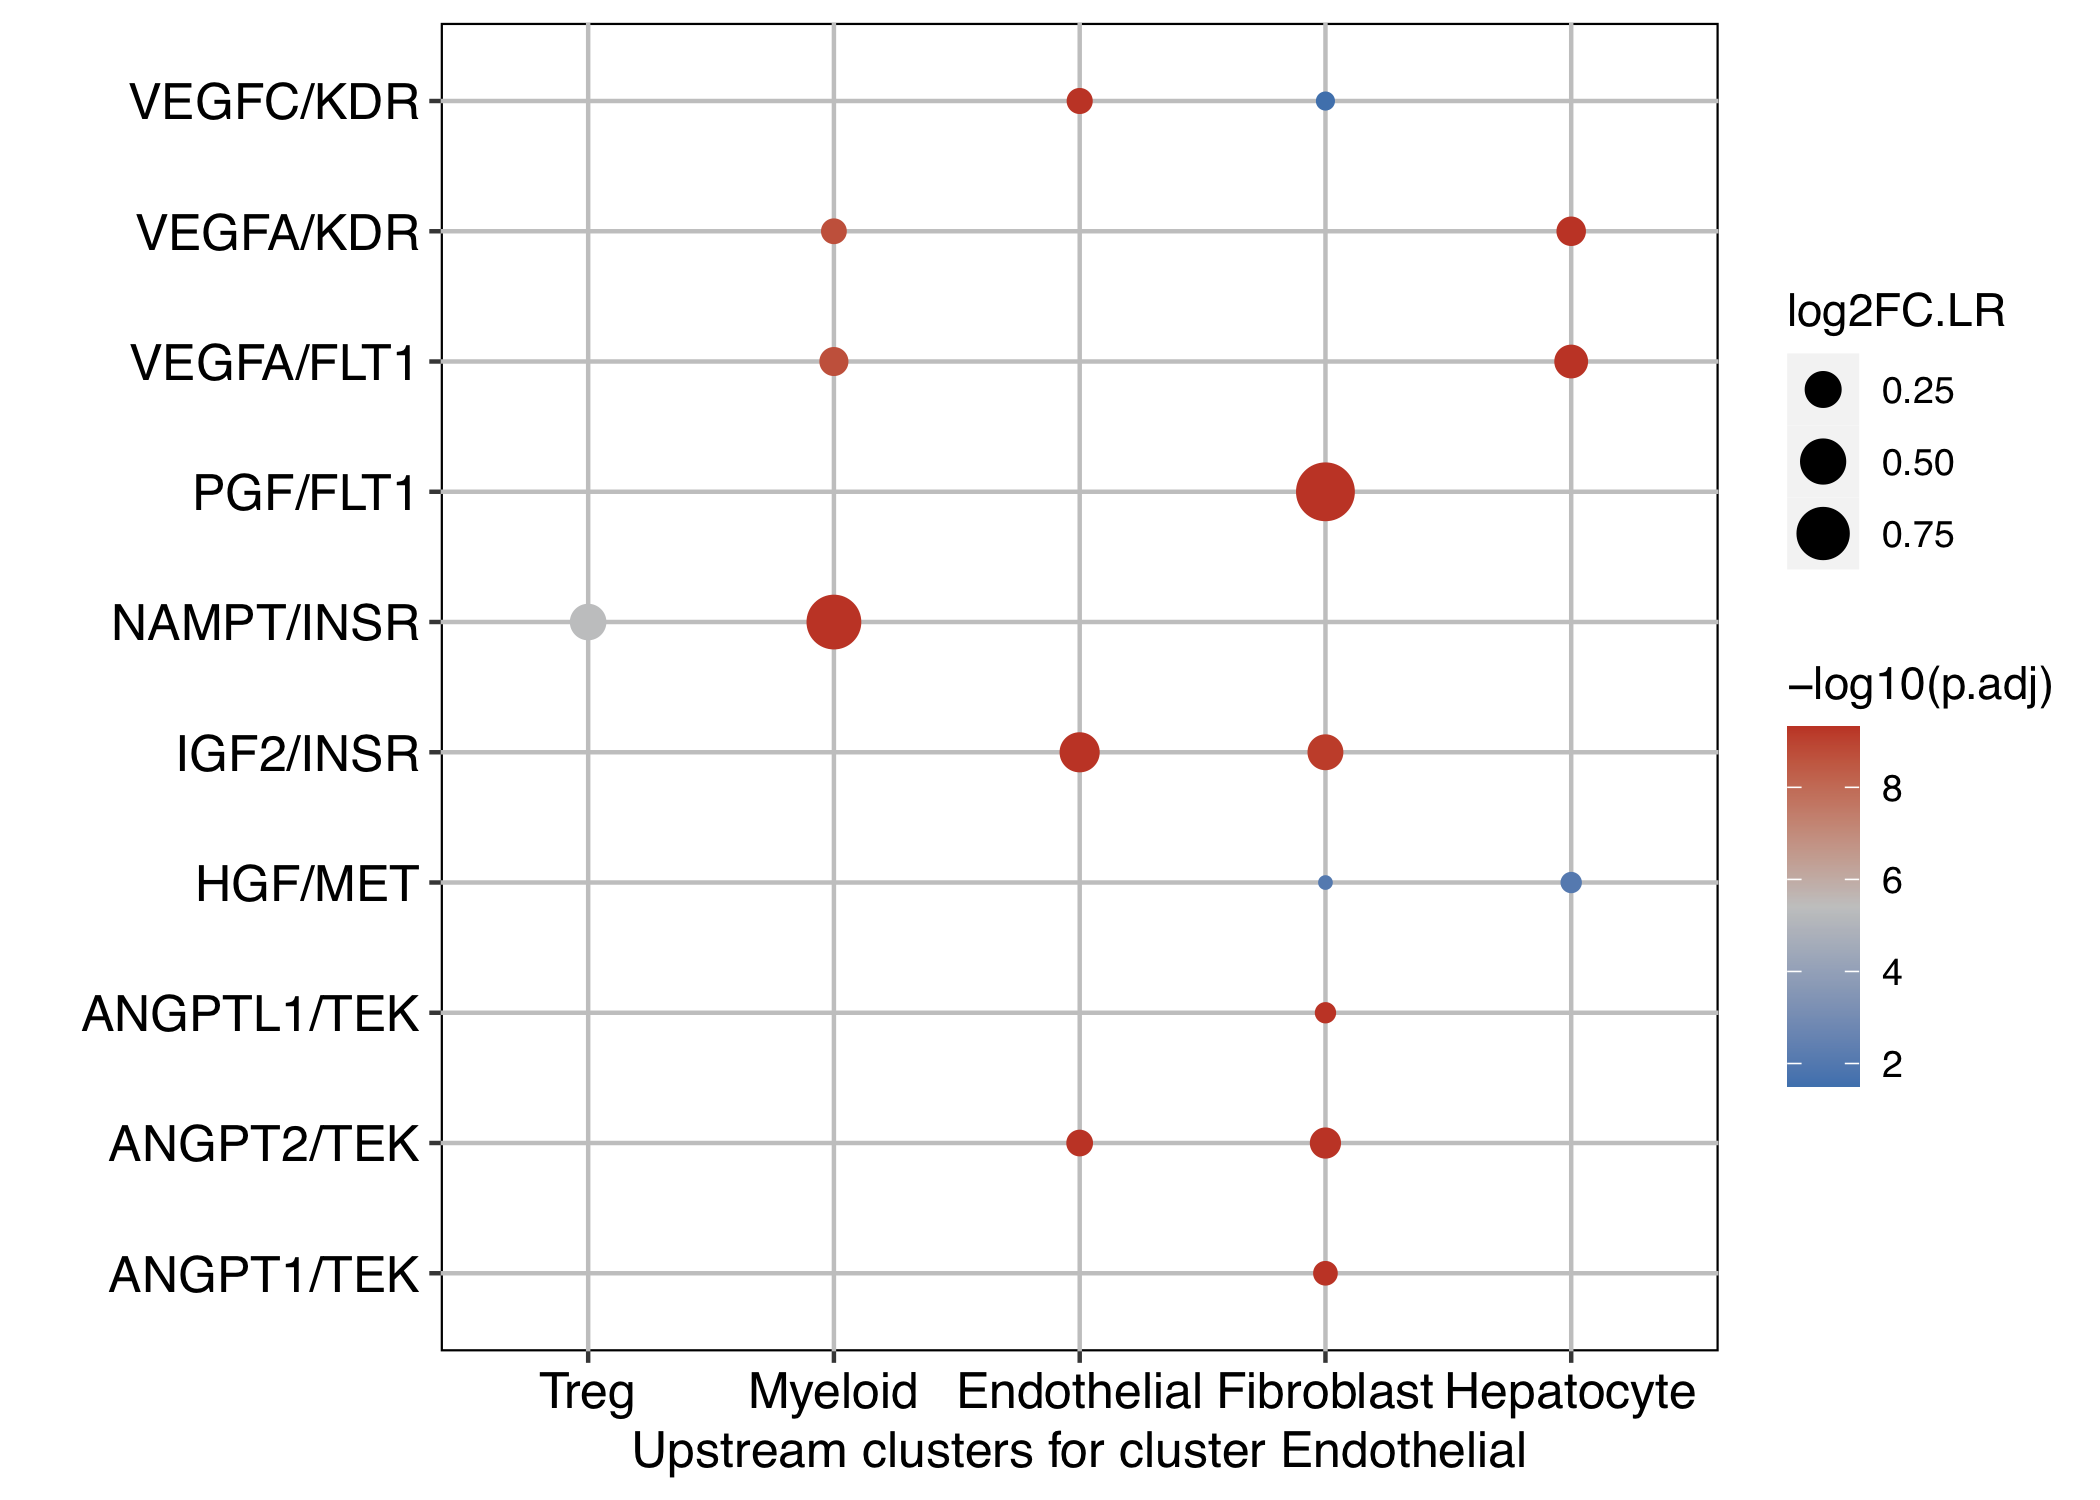 VEGFC/KDR
VEGFA/KDR
VEGFA/FLT1
PGF/FLT1
NAMPT/INSR
IGF2/INSR
HGF/MET
ANGPTL1/TEK
ANGPT2/TEK
ANGPT1/TEK
Treg Myeloid Endothelial Fibroblast Hepatocyte
Upstream clusters for cluster Endothelial
log2FC.LR
0.25
0.50
0.75
−log10(p.adj)
8
6
4
2